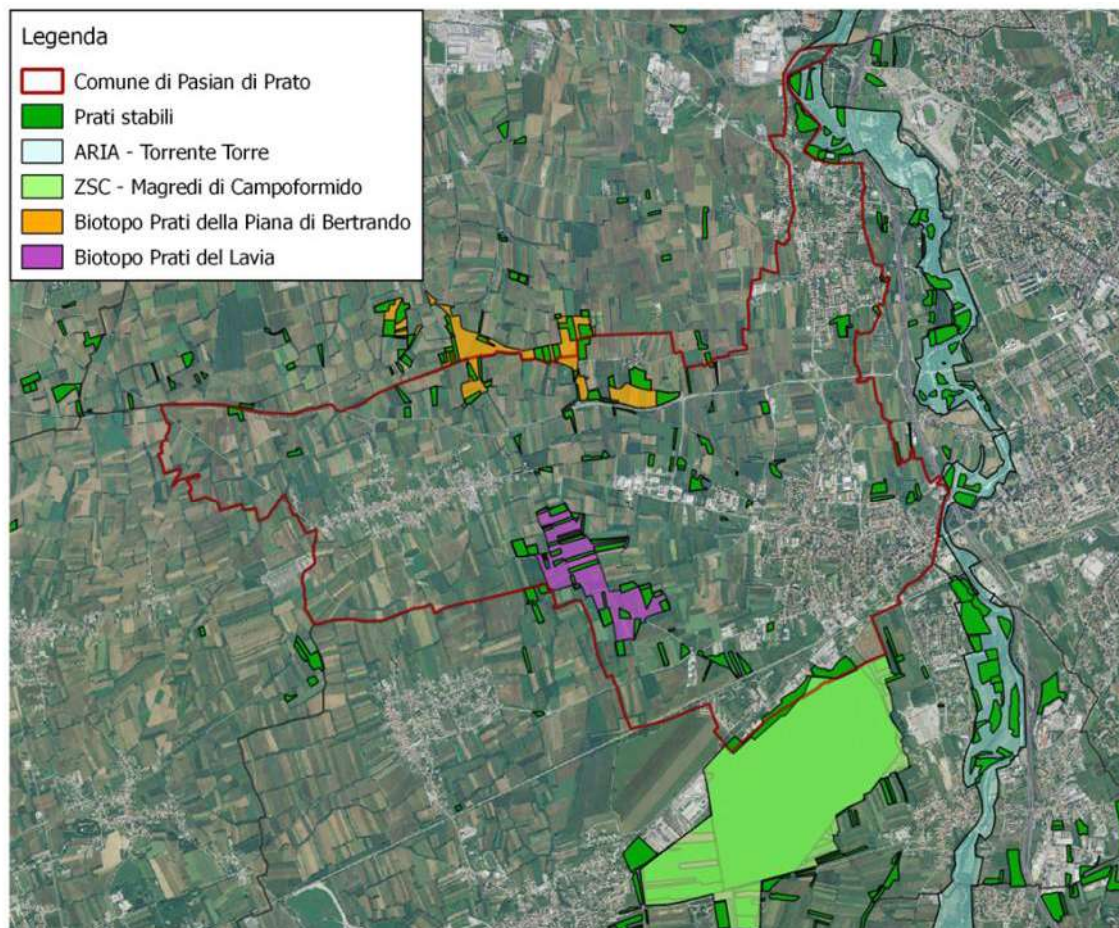 Legenda
Comune di Pasian di Prato
Prati stabili
ARIA - Torrente Torre
ZSC - Magredi di Campoformido
Biotopo Prati della Piana di Bertrando
Biotopo Prati del Lavia